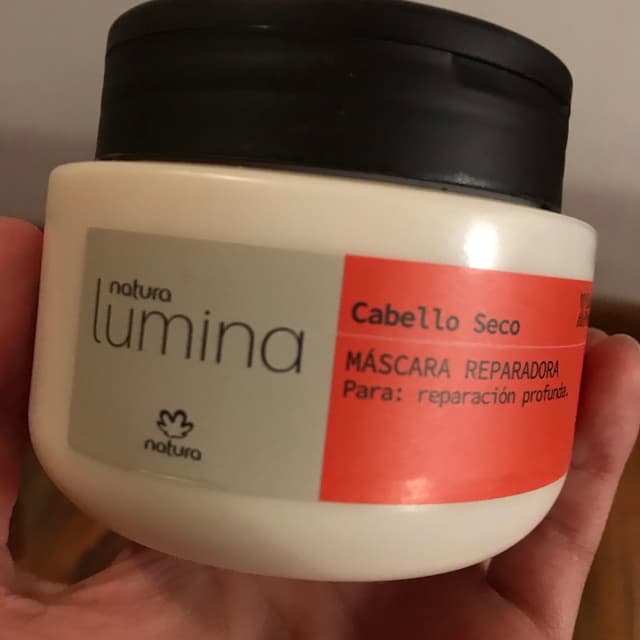 natura
lumina
natura
Cabello Seco
MÁSCARA REPARADORA
Para: reparación profunda.